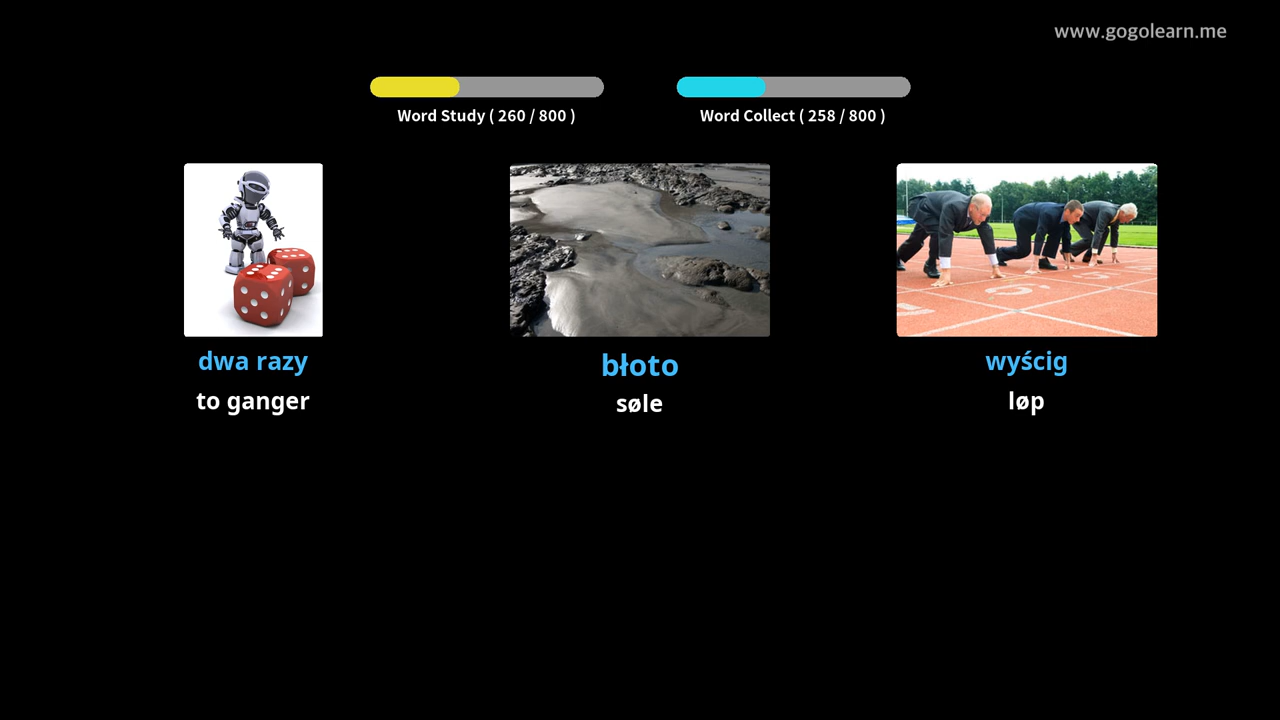 www.gogolearn.me
Word Study ( 260 / 800 )
Word Collect ( 258 / 800 )
dwa razy
to ganger
błoto
søle
wyścig
løp